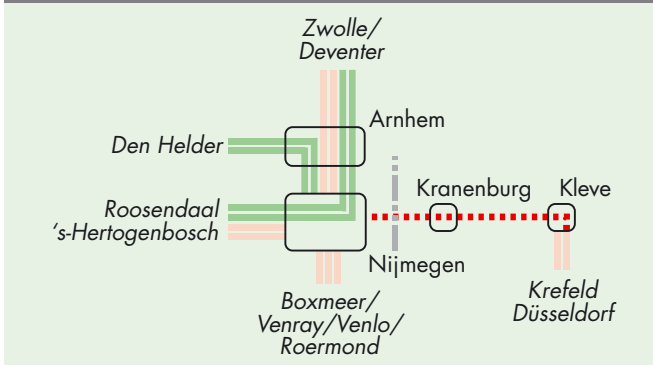 Zwolle/
Deventer
Arnhem
Den Helder
Kranenburg
Kleve
Roosendaal
's-Hertogenbosch
Nijmegen
Boxmeer/
Venray/Venlo/
Roermond
Krefeld
Düsseldorf